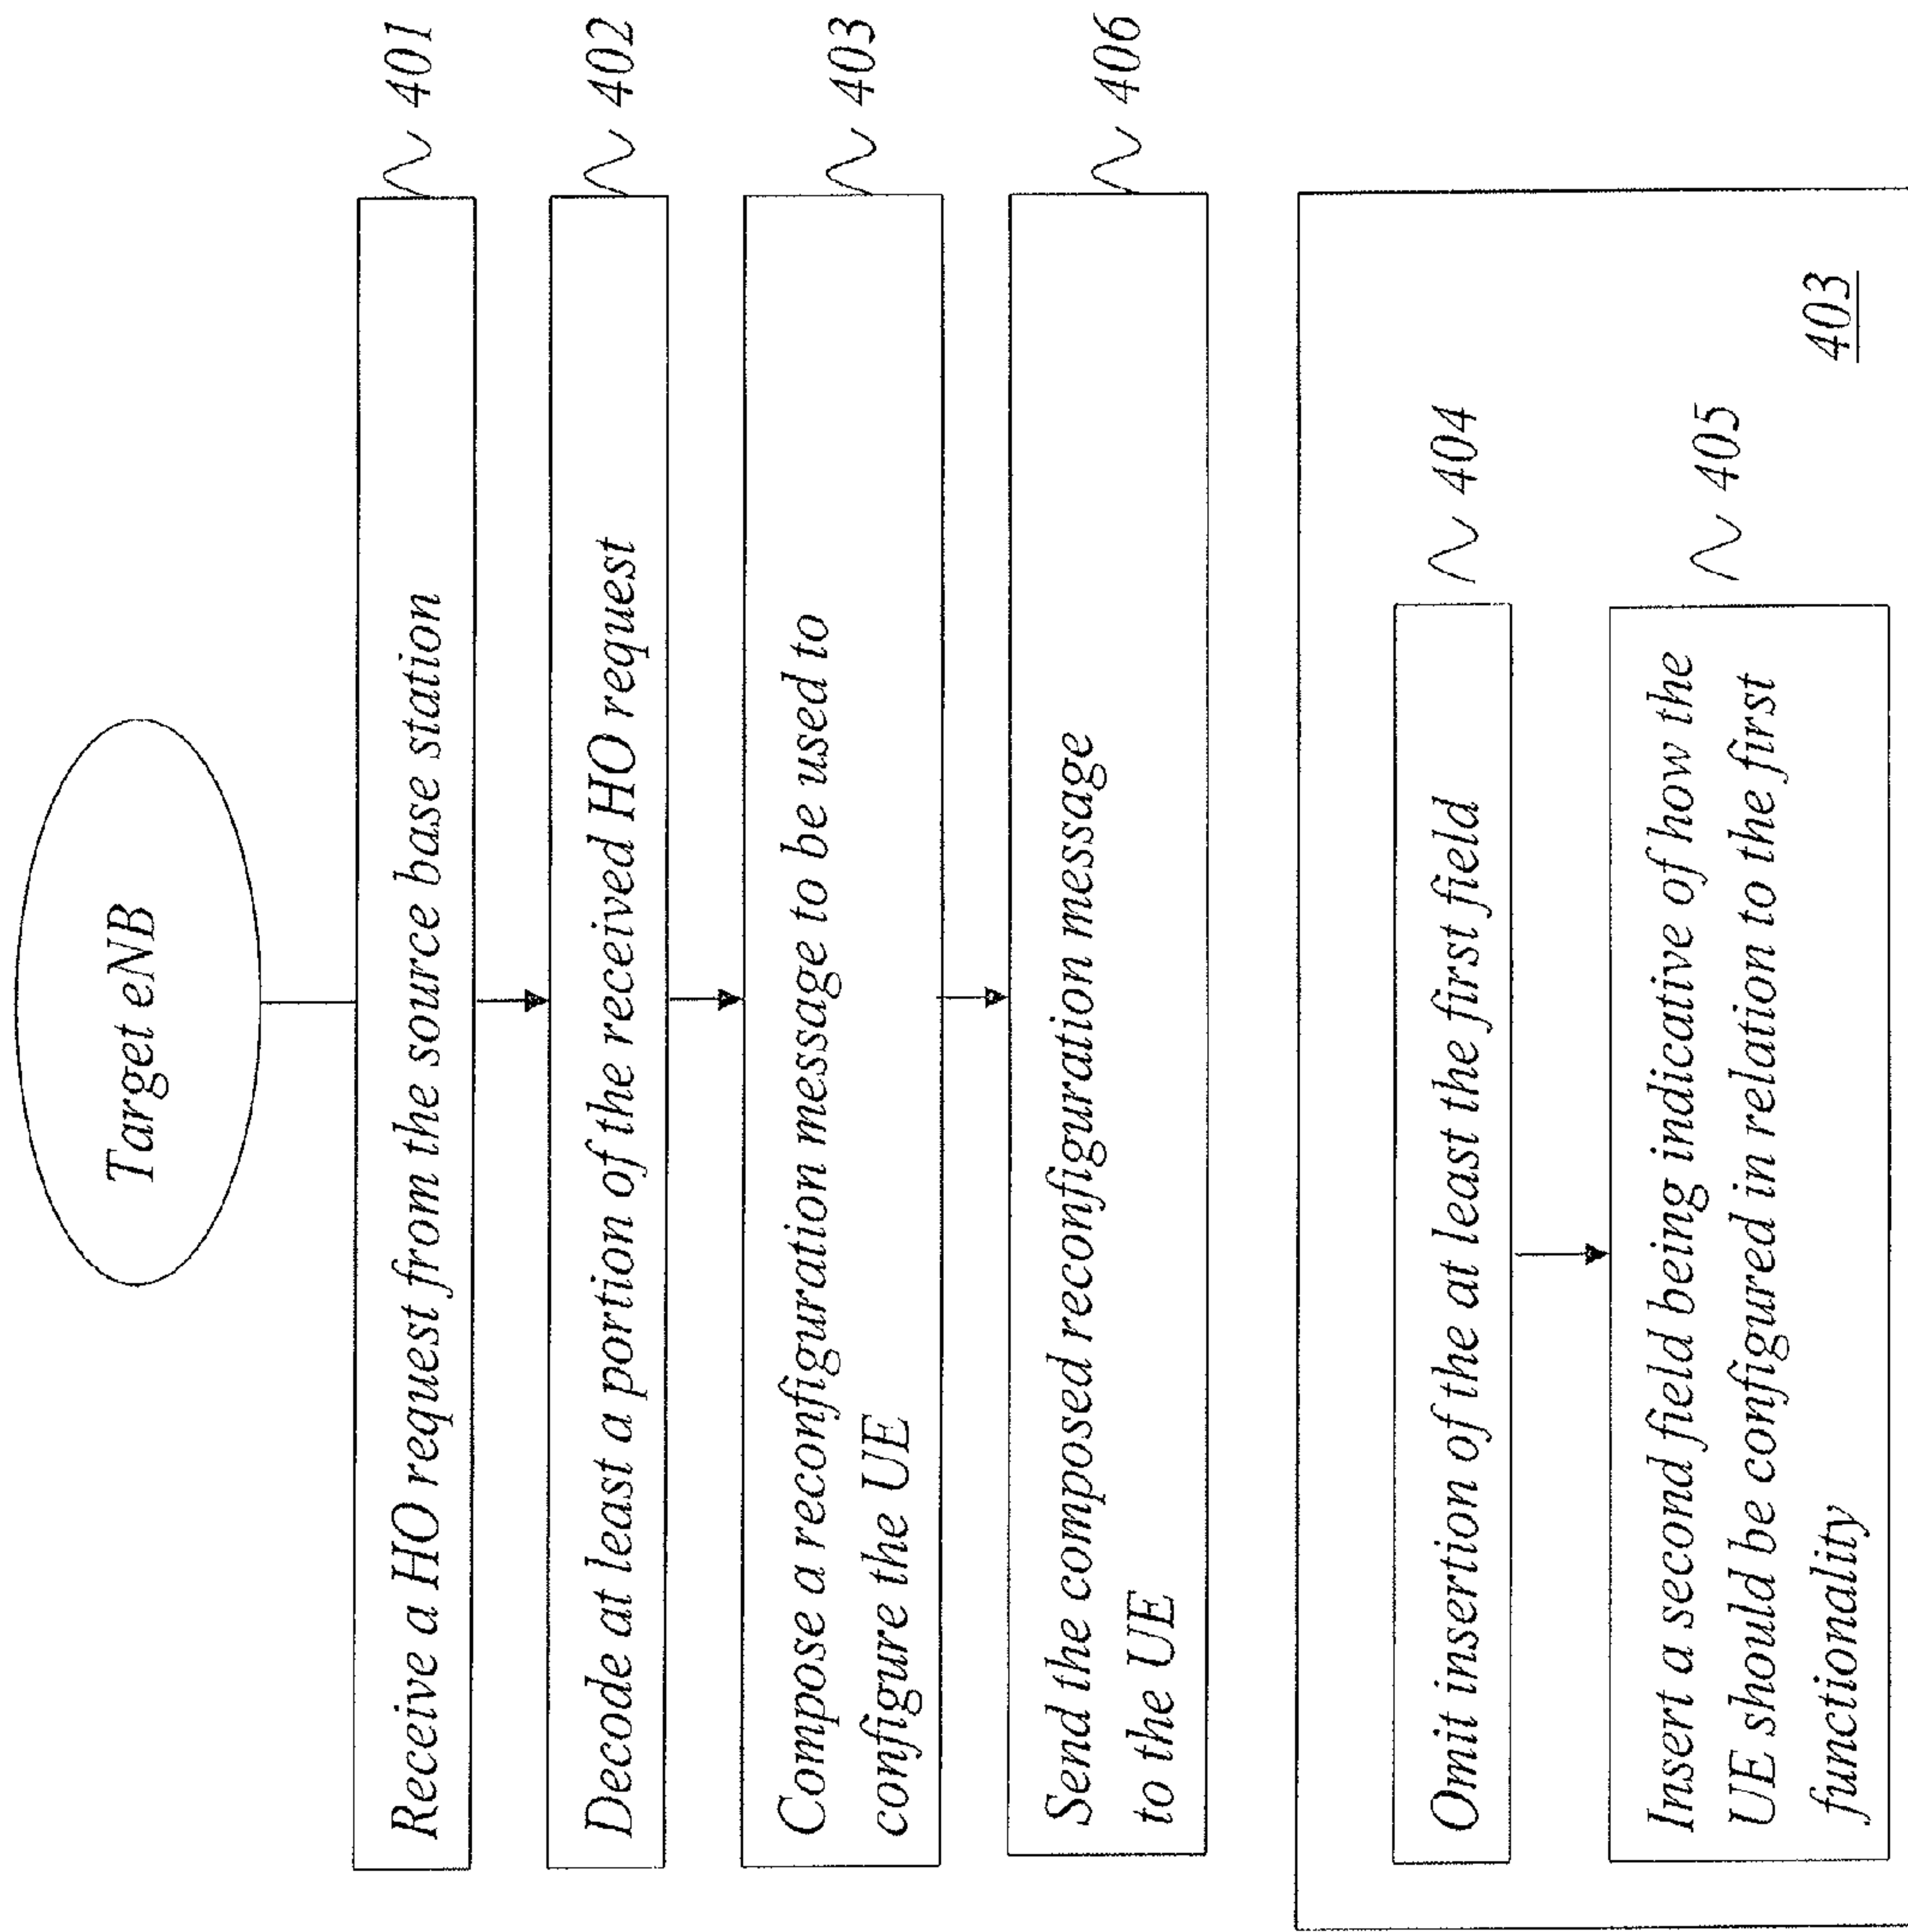 Target eNB
Receive a HO request from the source base station
401
Decode at least a portion of the received HO request
402
Compose a reconfiguration message to be used to
configure the UE
403
Send the composed reconfiguration message
to the UE
406
Omit insertion of the at least the first field
404
Insert a second field being indicative of how the
UE should be configured in relation to the first
functionality
405
403